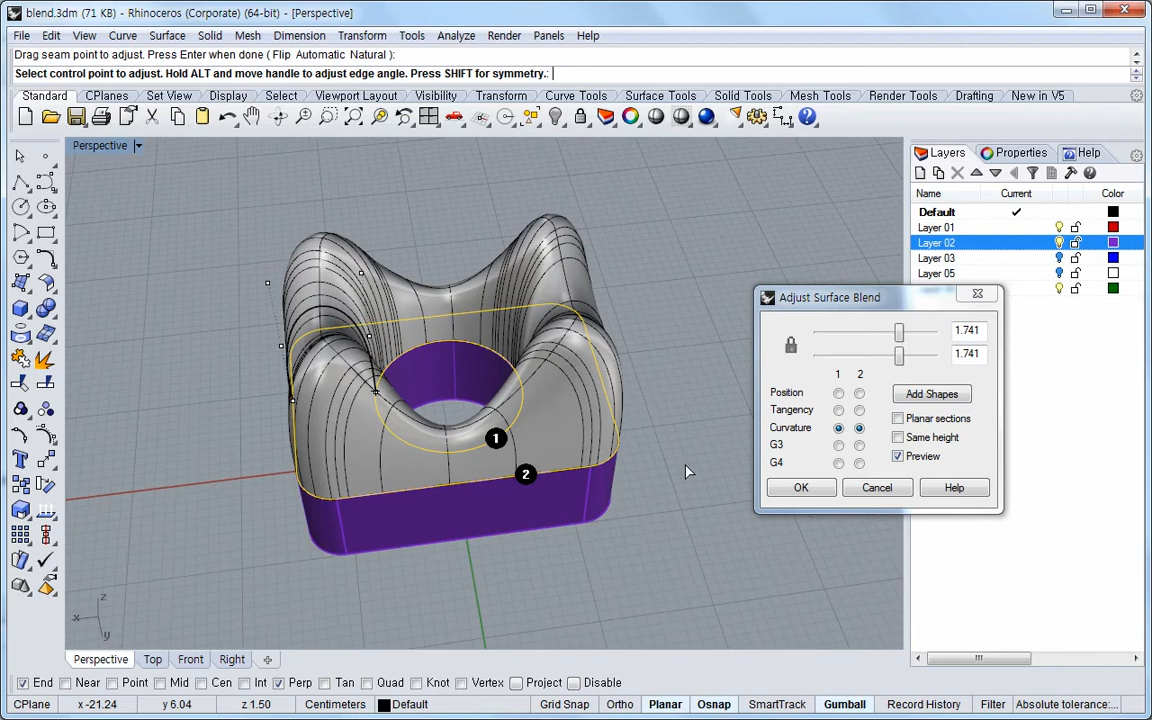 blend.3dm (71 KB) - Rhinoceros (Corporate) (64-bit) - [Perspective]
File Edit View Curve Surface Solid Mesh Dimension Transform Tools Analyze Render Panels Help
Drag seam point to adjust. Press Enter when done ( Flip Automatic Natural ):
Select control point to adjust. Hold ALT and move handle to adjust edge angle. Press SHIFT for symmetry.:
Standard CPlanes Set View Display Select Viewport Layout Visibility Transform Curve Tools Surface Tools Solid Tools Mesh Tools Render Tools Drafting New in V5
Perspective
Layers Properties Help
Name Current Color
Default
Layer 01
Layer 02
Layer 03
Layer 05
Adjust Surface Blend
1.741
1.741
1 2
Position
Add Shapes
Tangency
Planar sections
Curvature
Same height
G3
Preview
G4
OK Cancel Help
1
2
z
x
y
Perspective Top Front Right
End Near Point Mid Cen Int Perp Tan Quad Knot Vertex Project Disable
CPlane x -21.24 y 6.04 z 1.50 Centimeters Default Grid Snap Ortho Planar Osnap SmartTrack Gumball Record History Filter Absolute tolerance:...